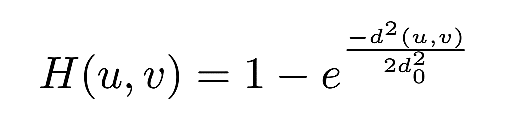 H(u, v) = 1 − e^{\frac{-d^2(u,v)}{2d_0^2}}